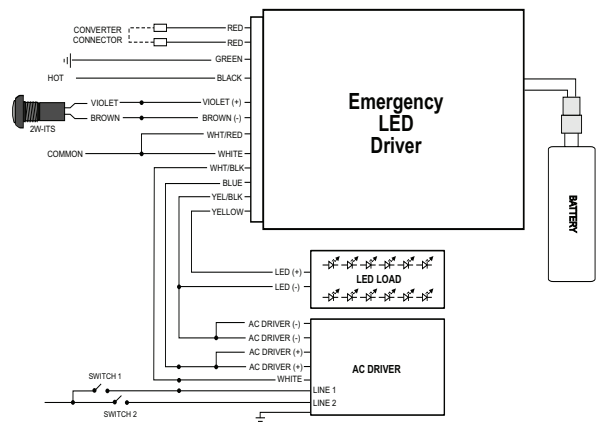 CONVERTER
CONNECTOR
RED
RED
GREEN
HOT
BLACK
VIOLET
VIOLET (+)
BROWN
BROWN (-)
2W-ITS
WHT/RED
COMMON
WHITE
WHT/BLK
BLUE
YEL/BLK
YELLOW
Emergency
LED
Driver
BATTERY
LED (+)
LED (-)
LED LOAD
AC DRIVER (-)
AC DRIVER (-)
AC DRIVER (+)
AC DRIVER (+)
WHITE
AC DRIVER
SWITCH 1
LINE 1
LINE 2
SWITCH 2